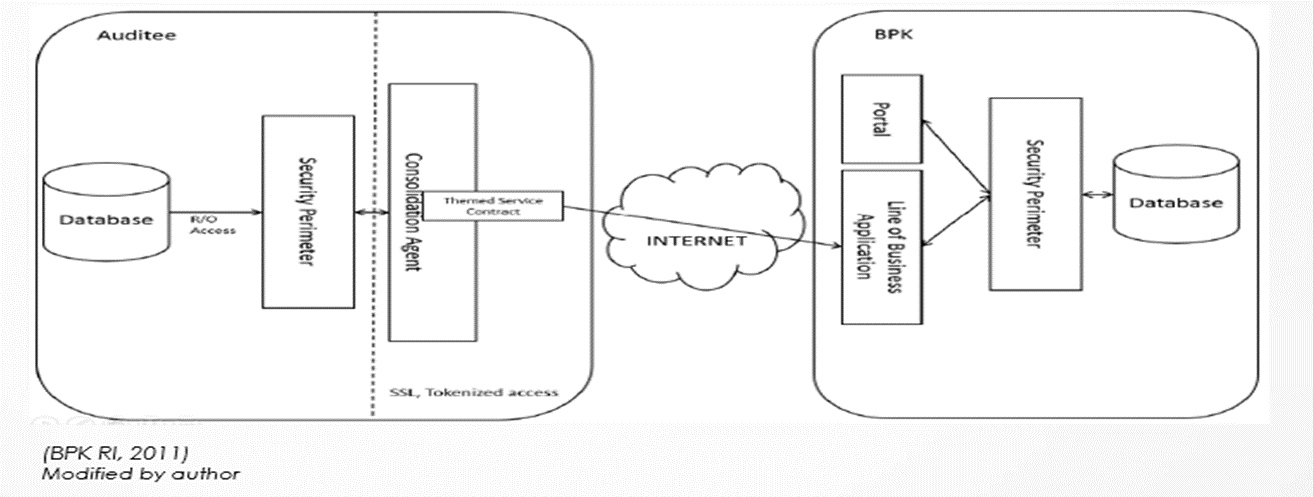 Auditee
Database
R/O
Access
Security Perimeter
Consolidation Agent
Themed Service
Contract
SSL, Tokenized access
INTERNET
BPK
Portal
Line of Business
Application
Security Perimeter
Database
(BPK RI, 2011)
Modified by author